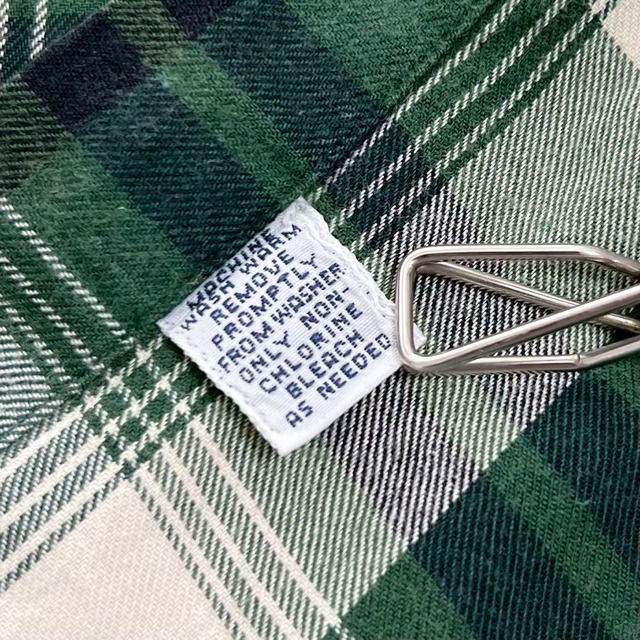 MACHINE
WASH WARM
REMOVE
PROMPTLY
FROM WASHER
ONLY NON-
CHLORINE
BLEACH
AS NEEDED